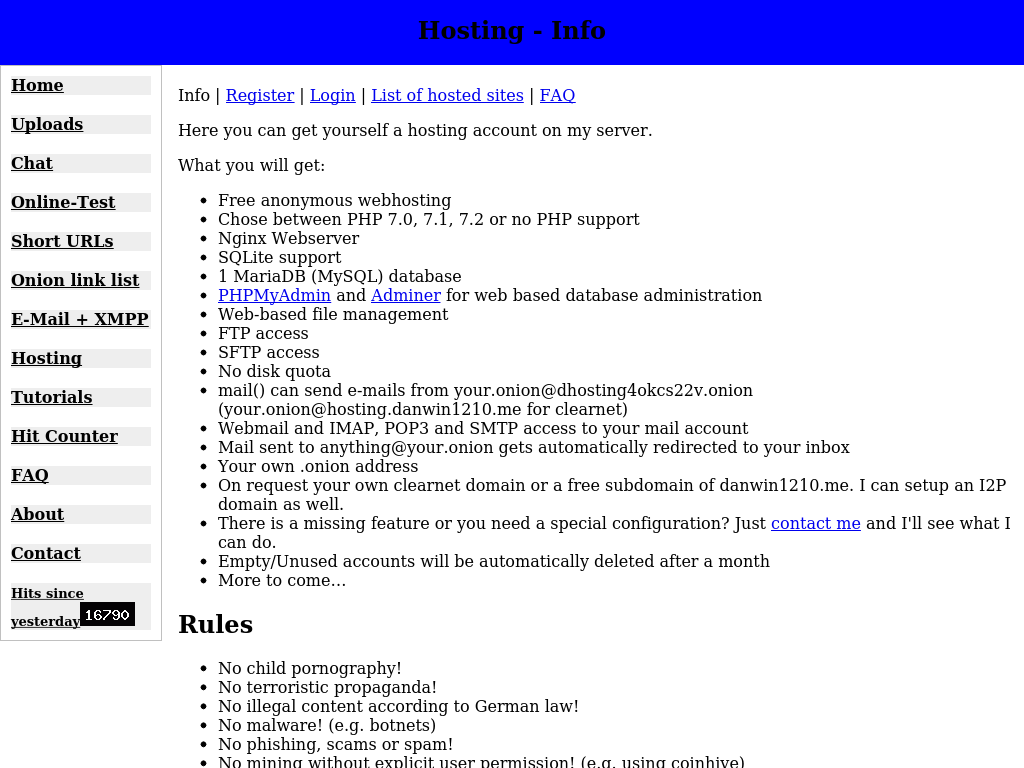 Hosting - Info
Home
Uploads
Chat
Online-Test
Short URLs
Onion link list
E-Mail + XMPP
Hosting
Tutorials
Hit Counter
FAQ
About
Contact
Hits since
yesterday 16790
Info | Register | Login | List of hosted sites | FAQ
Here you can get yourself a hosting account on my server.
What you will get:
• Free anonymous webhosting
• Chose between PHP 7.0, 7.1, 7.2 or no PHP support
• Nginx Webserver
• SQLite support
• 1 MariaDB (MySQL) database
• PHPMyAdmin and Adminer for web based database administration
• Web-based file management
• FTP access
• SFTP access
• No disk quota
• mail() can send e-mails from your.onion@dhosting4okcs22v.onion
(your.onion@hosting.danwin1210.me for clearnet)
• Webmail and IMAP, POP3 and SMTP access to your mail account
• Mail sent to anything@your.onion gets automatically redirected to your inbox
• Your own .onion address
• On request your own clearnet domain or a free subdomain of danwin1210.me. I can setup an I2P
domain as well.
• There is a missing feature or you need a special configuration? Just contact me and I'll see what I
can do.
• Empty/Unused accounts will be automatically deleted after a month
• More to come…
Rules
• No child pornography!
• No terroristic propaganda!
• No illegal content according to German law!
• No malware! (e.g. botnets)
• No phishing, scams or spam!
• No mining without explicit user permission! (e.g. using coinhive)